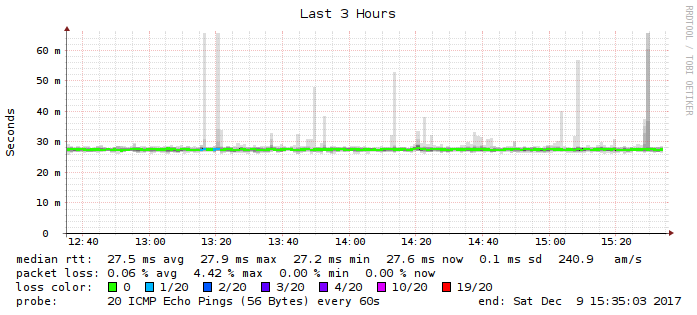 Last 3 Hours
RRDTOOL / TOBI OETIKER
Seconds
60 m
50 m
40 m
30 m
20 m
10 m
0
12:40 13:00 13:20 13:40 14:00 14:20 14:40 15:00 15:20
median rtt: 27.5 ms avg 27.9 ms max 27.2 ms min 27.6 ms now 0.1 ms sd 240.9 am/s
packet loss: 0.06 % avg 4.42 % max 0.00 % min 0.00 % now
loss color: 0 1/20 2/20 3/20 4/20 10/20 19/20
probe: 20 ICMP Echo Pings (56 Bytes) every 60s end: Sat Dec 9 15:35:03 2017